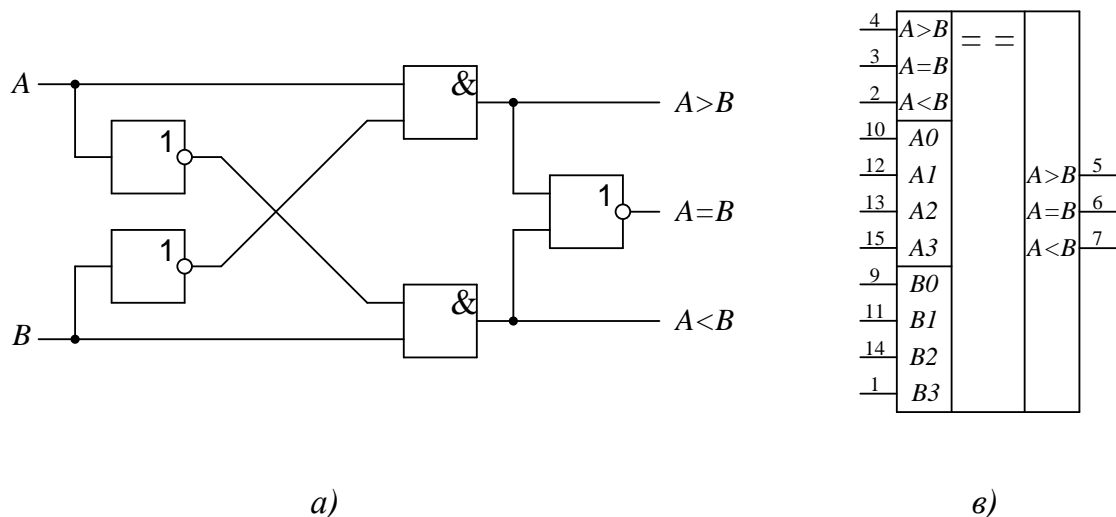 A
B
1
1
&
&
1
A>B
A=B
A<B
а)
4
3
2
10
12
13
15
9
11
14
1
A>B
A=B
A<B
A0
A1
A2
A3
B0
B1
B2
B3
= =
A>B
A=B
A<B
5
6
7
в)